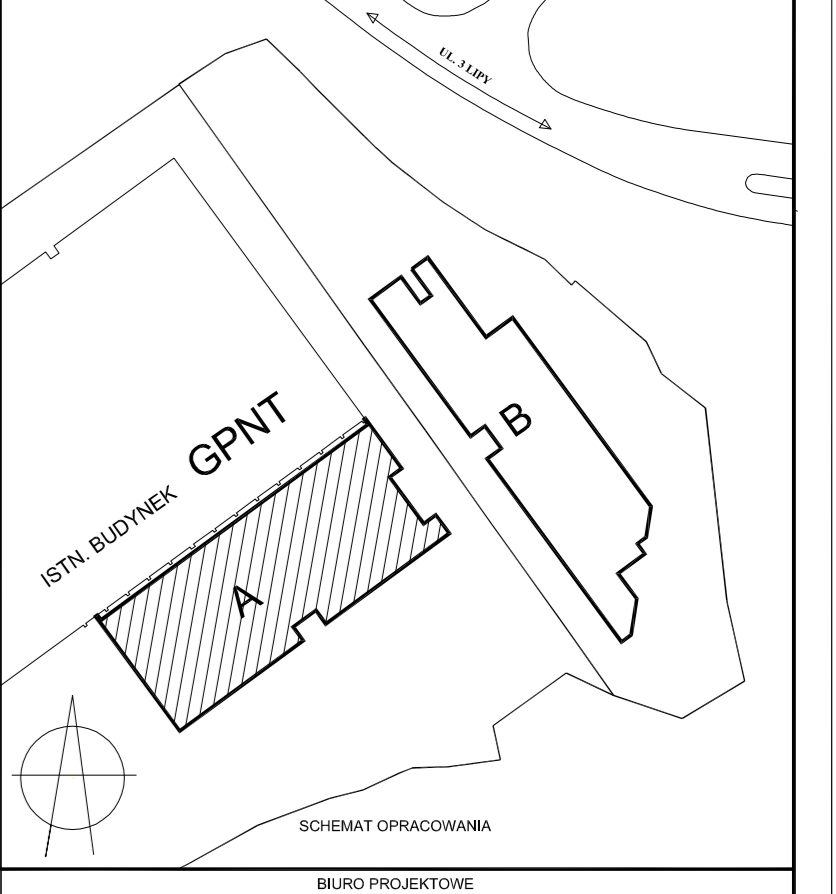 UL. 3 LIPY
B
GPNT
ISTN. BUDYNEK
A
SCHEMAT OPRACOWANIA
BIURO PROJEKTOWE